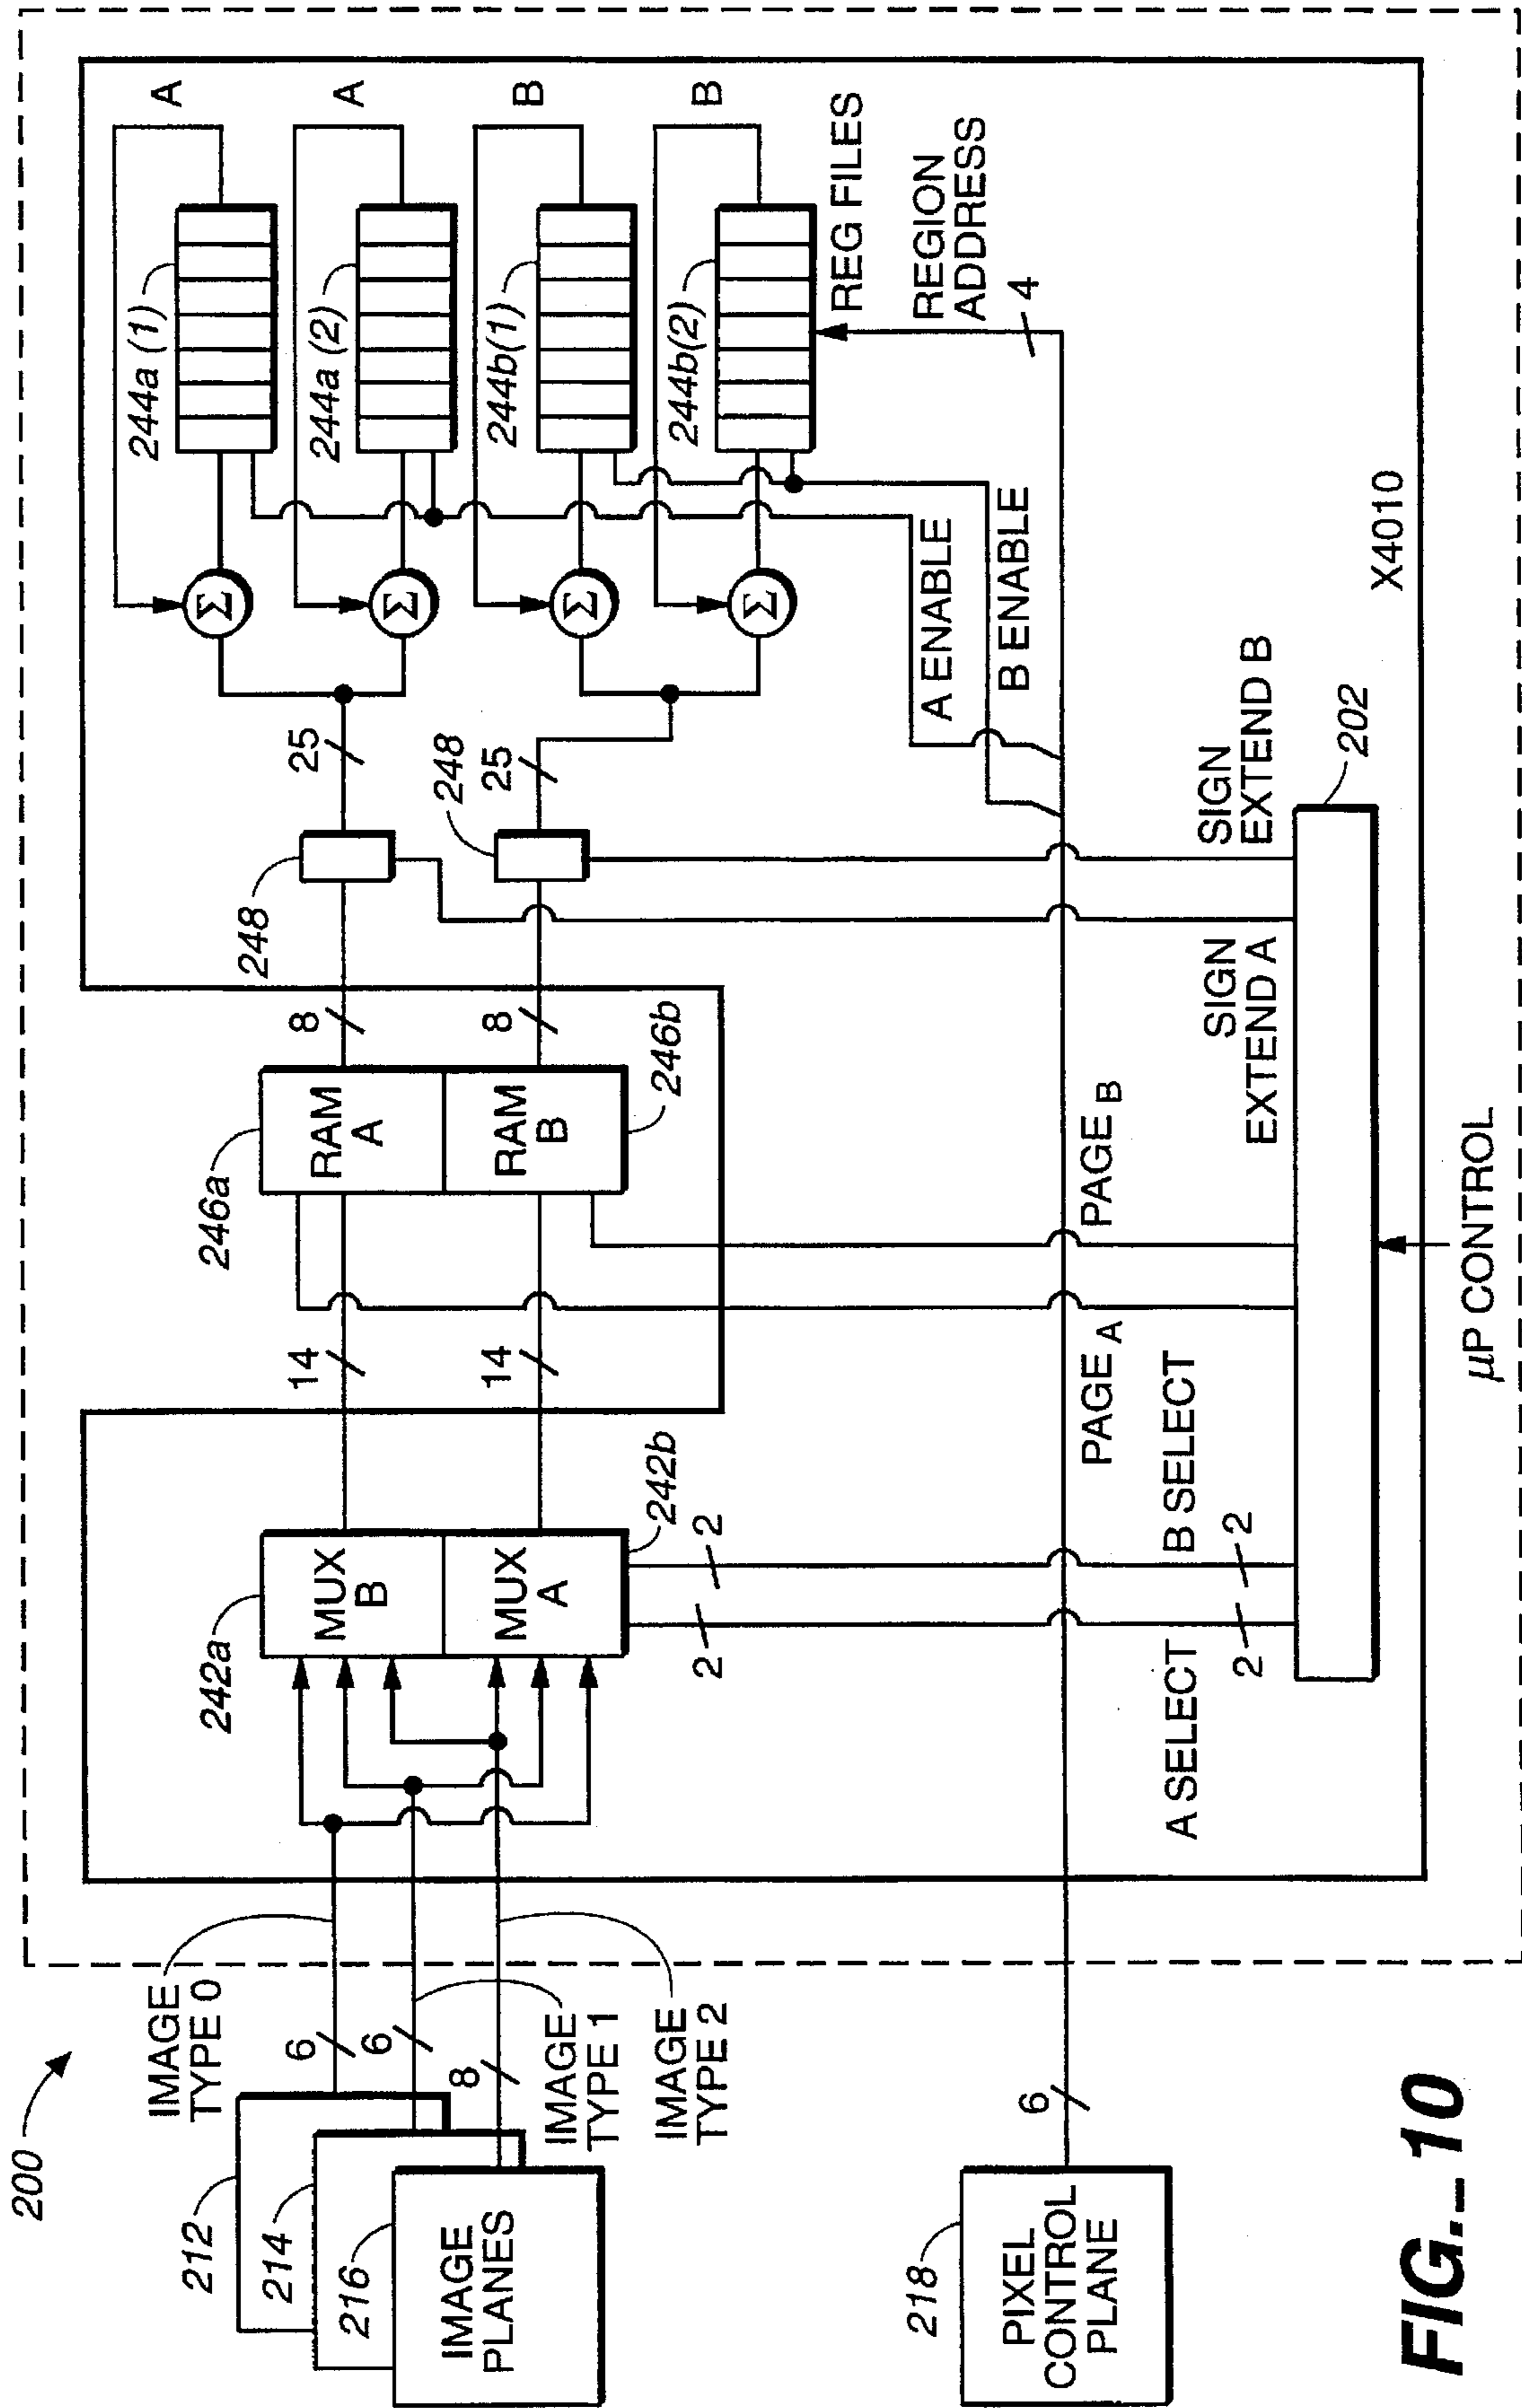 200
212
214
216
IMAGE
PLANES
218
PIXEL
CONTROL
PLANE
IMAGE
TYPE 0
6
6
8
IMAGE
TYPE 1
IMAGE
TYPE 2
6
242a
MUX
B
MUX
A
242b
2
2
A SELECT
B SELECT
2
2
14
14
246a
RAM
A
RAM
B
246b
PAGE A
PAGE B
8
8
248
248
25
25
SIGN
EXTEND A
SIGN
EXTEND B
202
µP CONTROL
Σ
Σ
Σ
Σ
A ENABLE
B ENABLE
244a (1)
244a (2)
244b(1)
244b(2)
A
A
B
B
REG FILES
REGION
ADDRESS
4
X4010
FIG._10